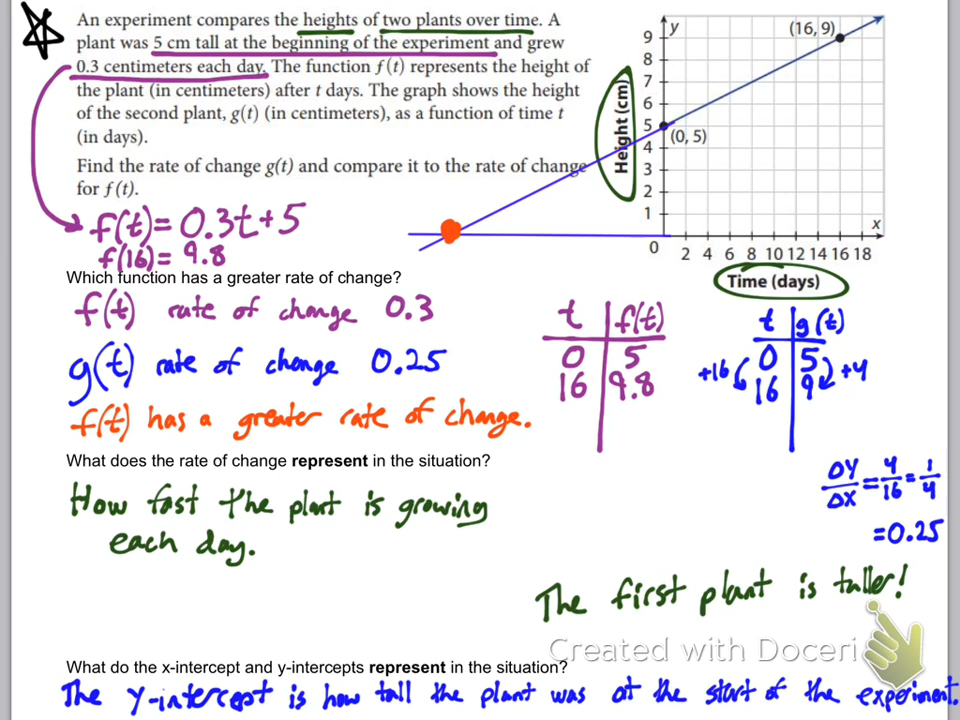 An experiment compares the heights of two plants over time. A
plant was 5 cm tall at the beginning of the experiment and grew
0.3 centimeters each day. The function f(t) represents the height of
the plant (in centimeters) after t days. The graph shows the height
of the second plant, g(t) (in centimeters), as a function of time t
(in days).
Find the rate of change g(t) and compare it to the rate of change
for f(t).
f(t)= 0.3t+5
f(16)= 9.8
y
(16, 9)
9
8
7
6
5
4
3
2
1
(0, 5)
Height (cm)
x
0
2 4 6 8 10 12 14 16 18
Time (days)
Which function has a greater rate of change?
f(t) rate of change 0.3
g(t) rate of change 0.25
f(t) has a greater rate of change.
t f(t)
0 5
16 9.8
t g(t)
+16 0 5 +4
16 9
ΔY/ΔX = 4/16 = 1/4
=0.25
What does the rate of change represent in the situation?
How fast the plant is growing
each day.
The first plant is taller!
Created with Doceri
What do the x-intercept and y-intercepts represent in the situation?
The y-intercept is how tall the plant was at the start of the experiment.